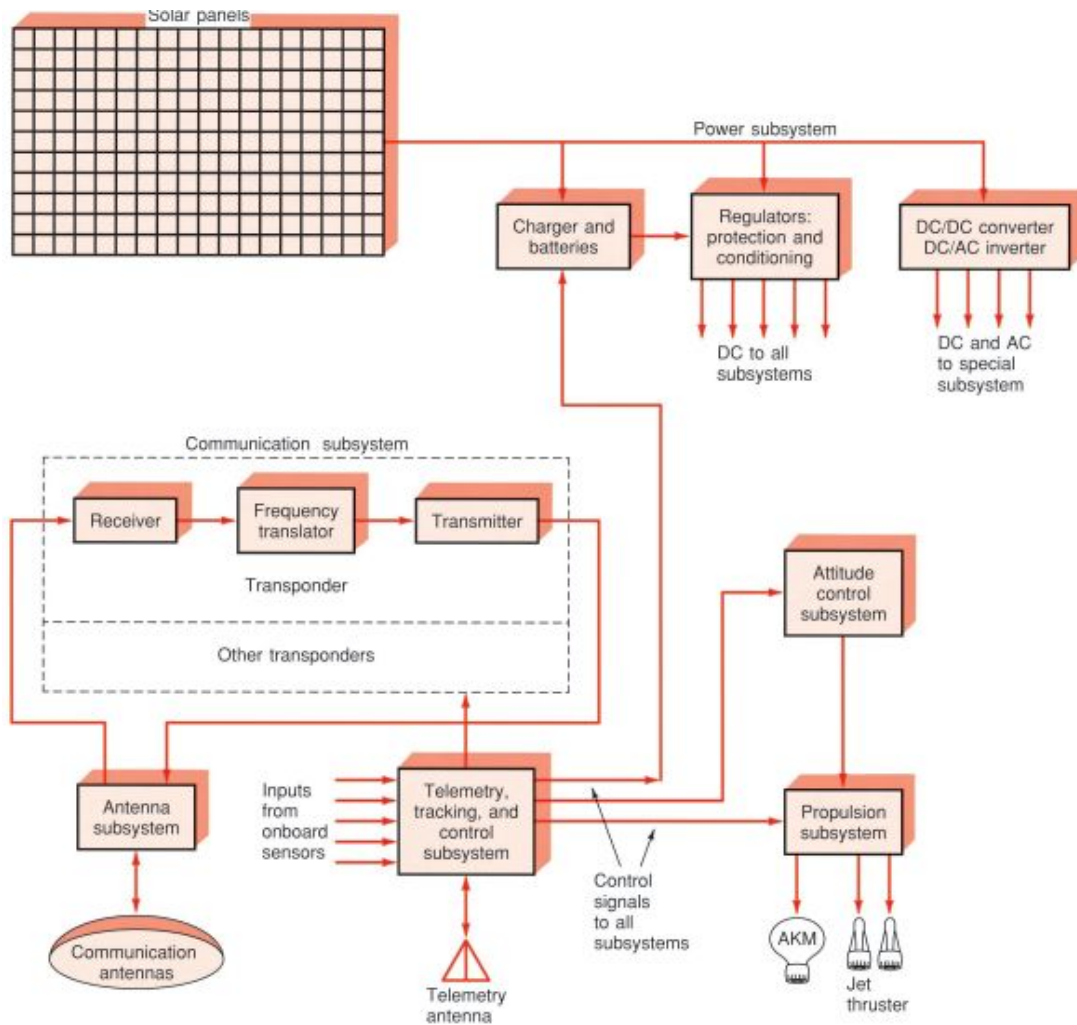 Solar panels
Power subsystem
Charger and
batteries
Regulators:
protection and
conditioning
DC/DC converter
DC/AC inverter
DC to all
subsystems
DC and AC
to special
subsystem
Communication subsystem
Receiver
Frequency
translator
Transmitter
Transponder
Other transponders
Attitude
control
subsystem
Antenna
subsystem
Inputs
from
onboard
sensors
Telemetry,
tracking, and
control
subsystem
Propulsion
subsystem
Control
signals
to all
subsystems
Communication
antennas
Telemetry
antenna
AKM
Jet
thruster